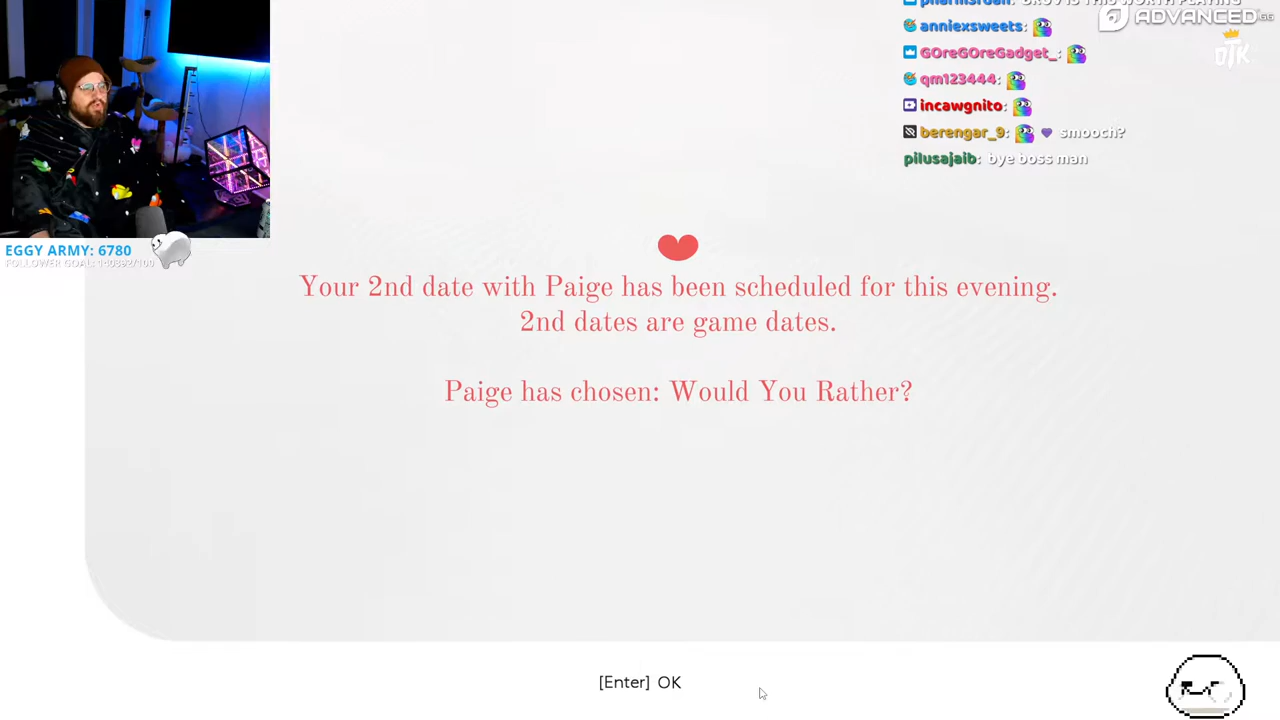 ADVANCED.GG
OTK
anniexsweets:
GOreGOreGadget_:
qm123444:
incawgnito:
berengar_9: smooch?
pilusajaib: bye boss man
EGGY ARMY: 6780
Your 2nd date with Paige has been scheduled for this evening.
2nd dates are game dates.
Paige has chosen: Would You Rather?
[Enter] OK